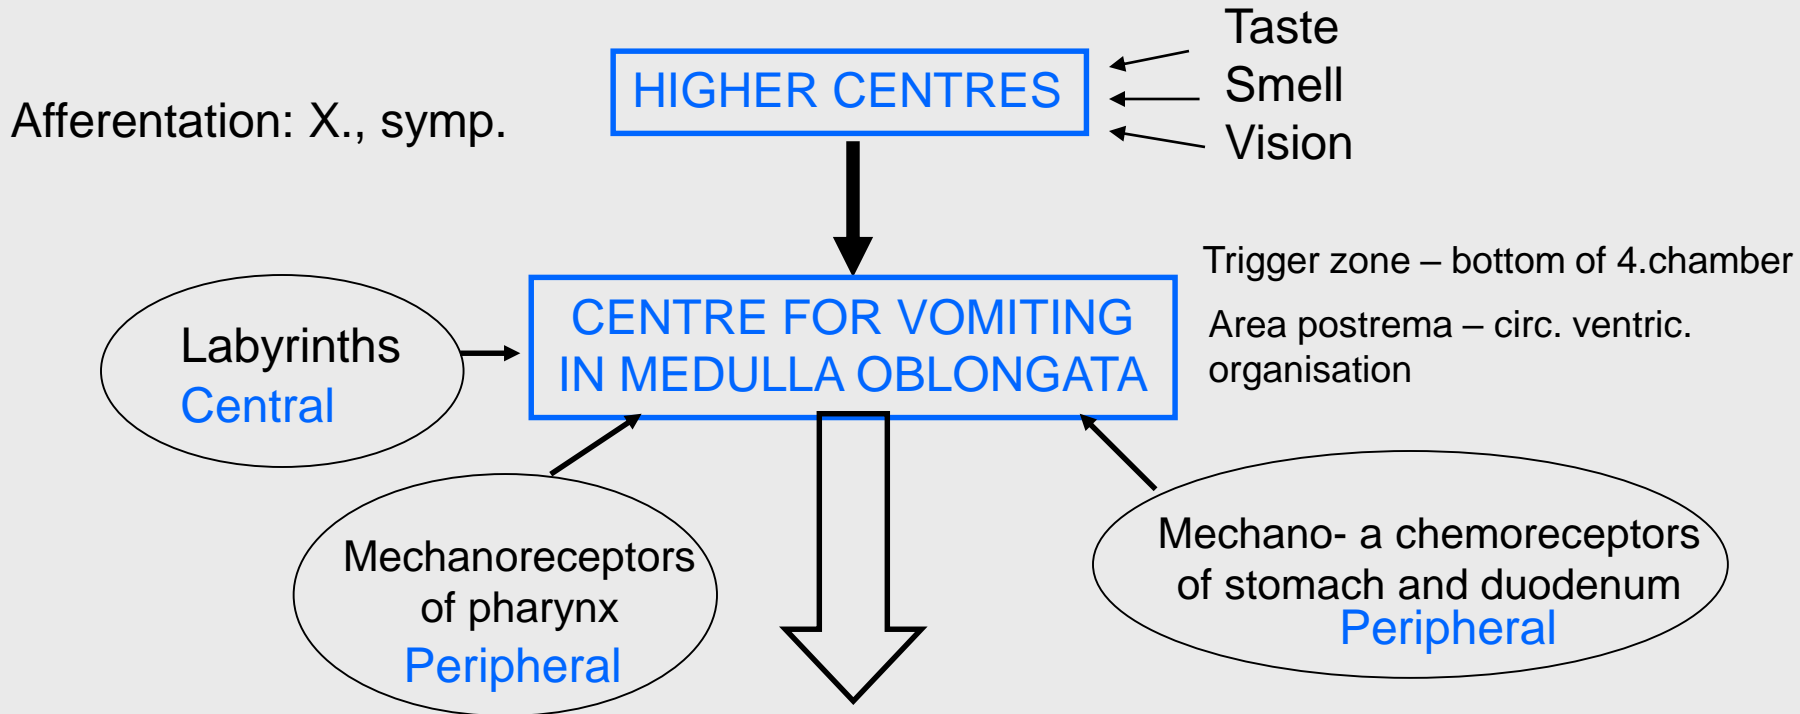 Taste
HIGHER CENTRES
Smell
Afferentation: X., symp.
Vision
Trigger zone – bottom of 4.chamber
CENTRE FOR VOMITING
IN MEDULLA OBLONGATA
Area postrema – circ. ventric.
organisation
Labyrinths
Central
Mechanoreceptors
of pharynx
Peripheral
Mechano- a chemoreceptors
of stomach and duodenum
Peripheral